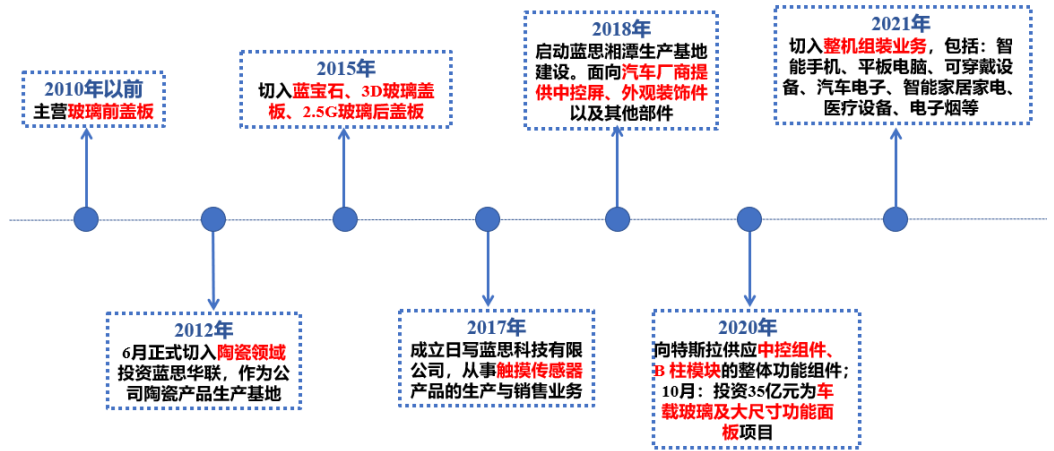 2010年以前
主营玻璃前盖板
2012年
6月正式切入陶瓷领域
投资蓝思华联，作为公
司陶瓷产品生产基地
2015年
切入蓝宝石、3D玻璃盖
板、2.5G玻璃后盖板
2017年
成立日写蓝思科技有限
公司，从事触摸传感器
产品的生产与销售业务
2018年
启动蓝思湘潭生产基地
建设。面向汽车厂商提
供中控屏、外观装饰件
以及其他部件
2020年
向特斯拉供应中控组件、
B 柱模块的整体功能组件；
10月：投资35亿元为车
载玻璃及大尺寸功能面
板项目
2021年
切入整机组装业务，包括：智
能手机、平板电脑、可穿戴设
备、汽车电子、智能家居家电、
医疗设备、电子烟等